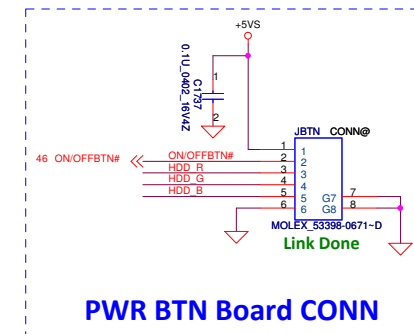 +5VS
0.1U_0402_16V4Z
C1737
1
2
JBTN CONN@
46 ON/OFFBTN#
ON/OFFBTN#
HDD_R
HDD_G
HDD_B
1
2
3
4
5
6
1
2
3
4
5
6
G7
G8
7
8
MOLEX_53398-0671~D
Link Done
PWR BTN Board CONN